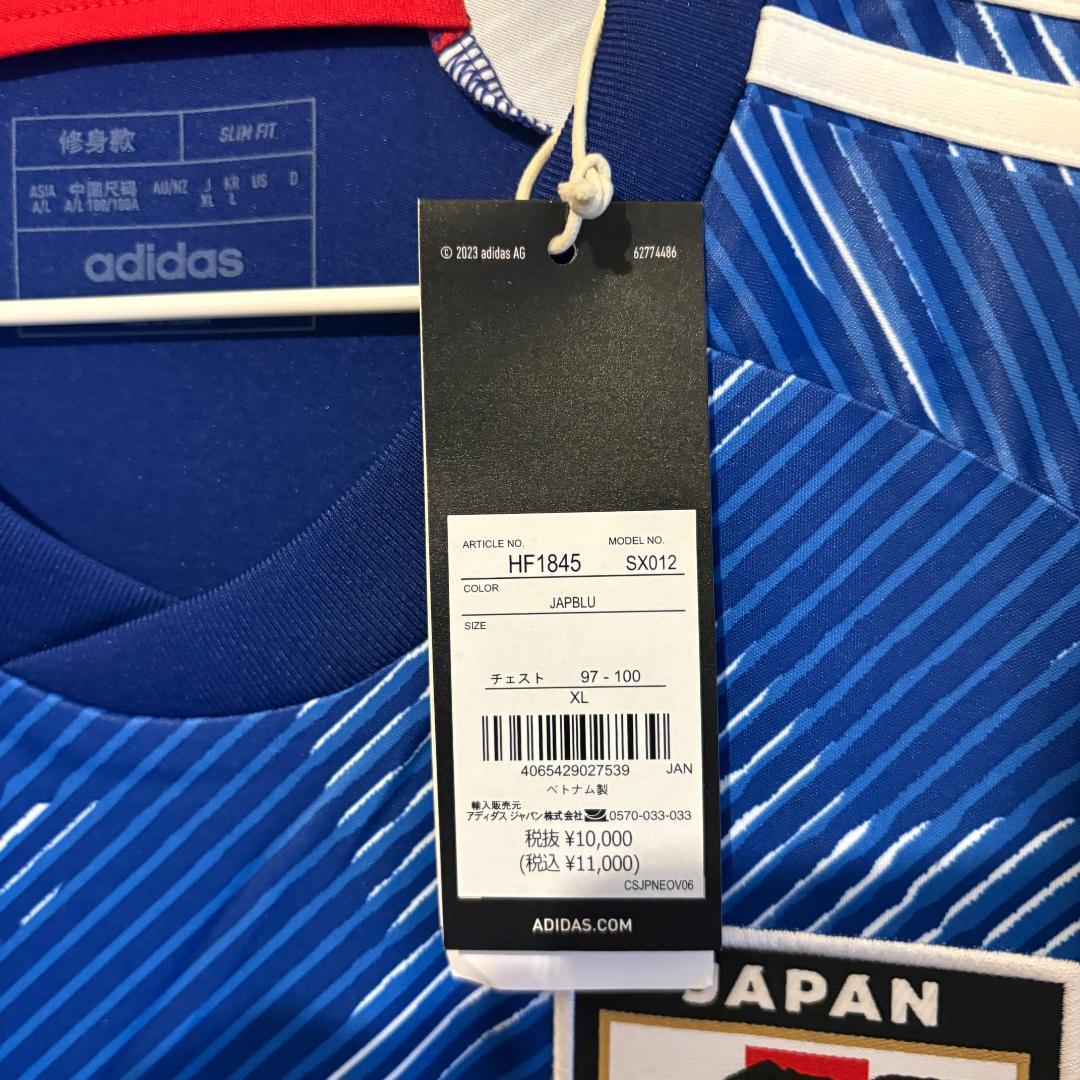 修身款 SLIM FIT
ASIA 中国尺码 AU/NZ J KR US D
A/L A/L 180/100A XL L
adidas
© 2023 adidas AG 62774486
ARTICLE NO. MODEL NO.
HF1845 SX012
COLOR
JAPBLU
SIZE
チェスト 97 - 100
XL
4065429027539 JAN
ベトナム製
輸入販売元
アディダス ジャパン株式会社 0570-033-033
税抜 ¥10,000
(税込 ¥11,000)
CSJPNEOV06
ADIDAS.COM
JAPAN